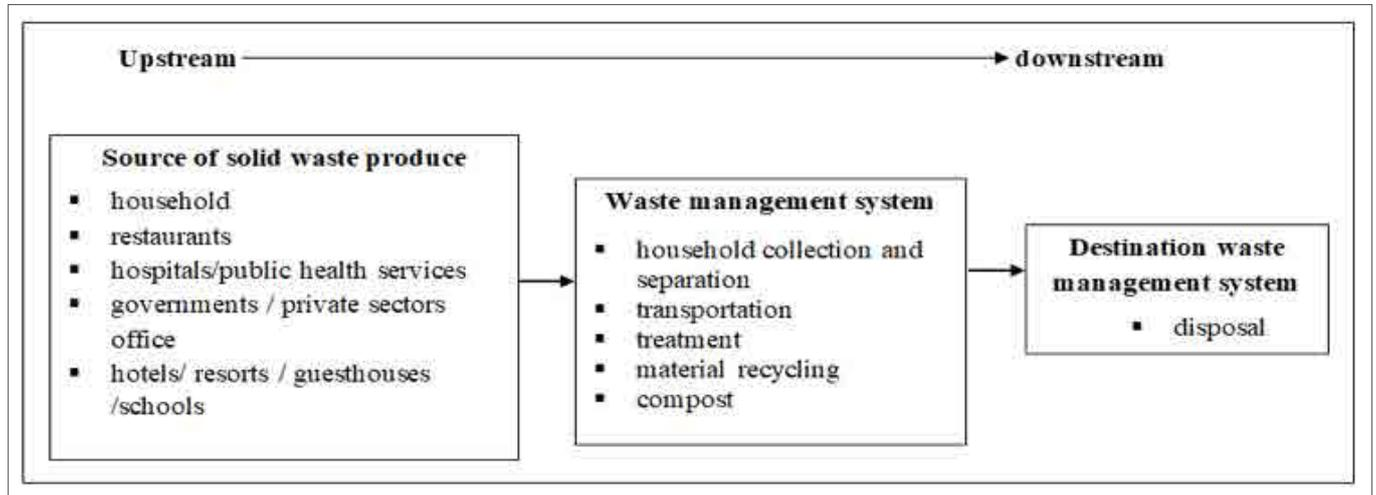 Upstream downstream
Source of solid waste produce
▪ household
▪ restaurants
▪ hospitals/public health services
▪ governments / private sectors
office
▪ hotels/ resorts / guesthouses
/schools
Waste management system
▪ household collection and
separation
▪ transportation
▪ treatment
▪ material recycling
▪ compost
Destination waste
management system
▪ disposal